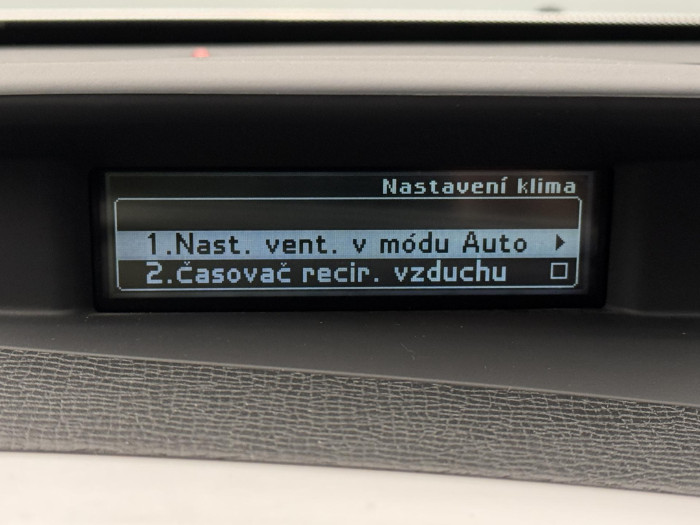 Nastavení klima
1.Nast. vent. v módu Auto
2.Časovač recir. vzduchu